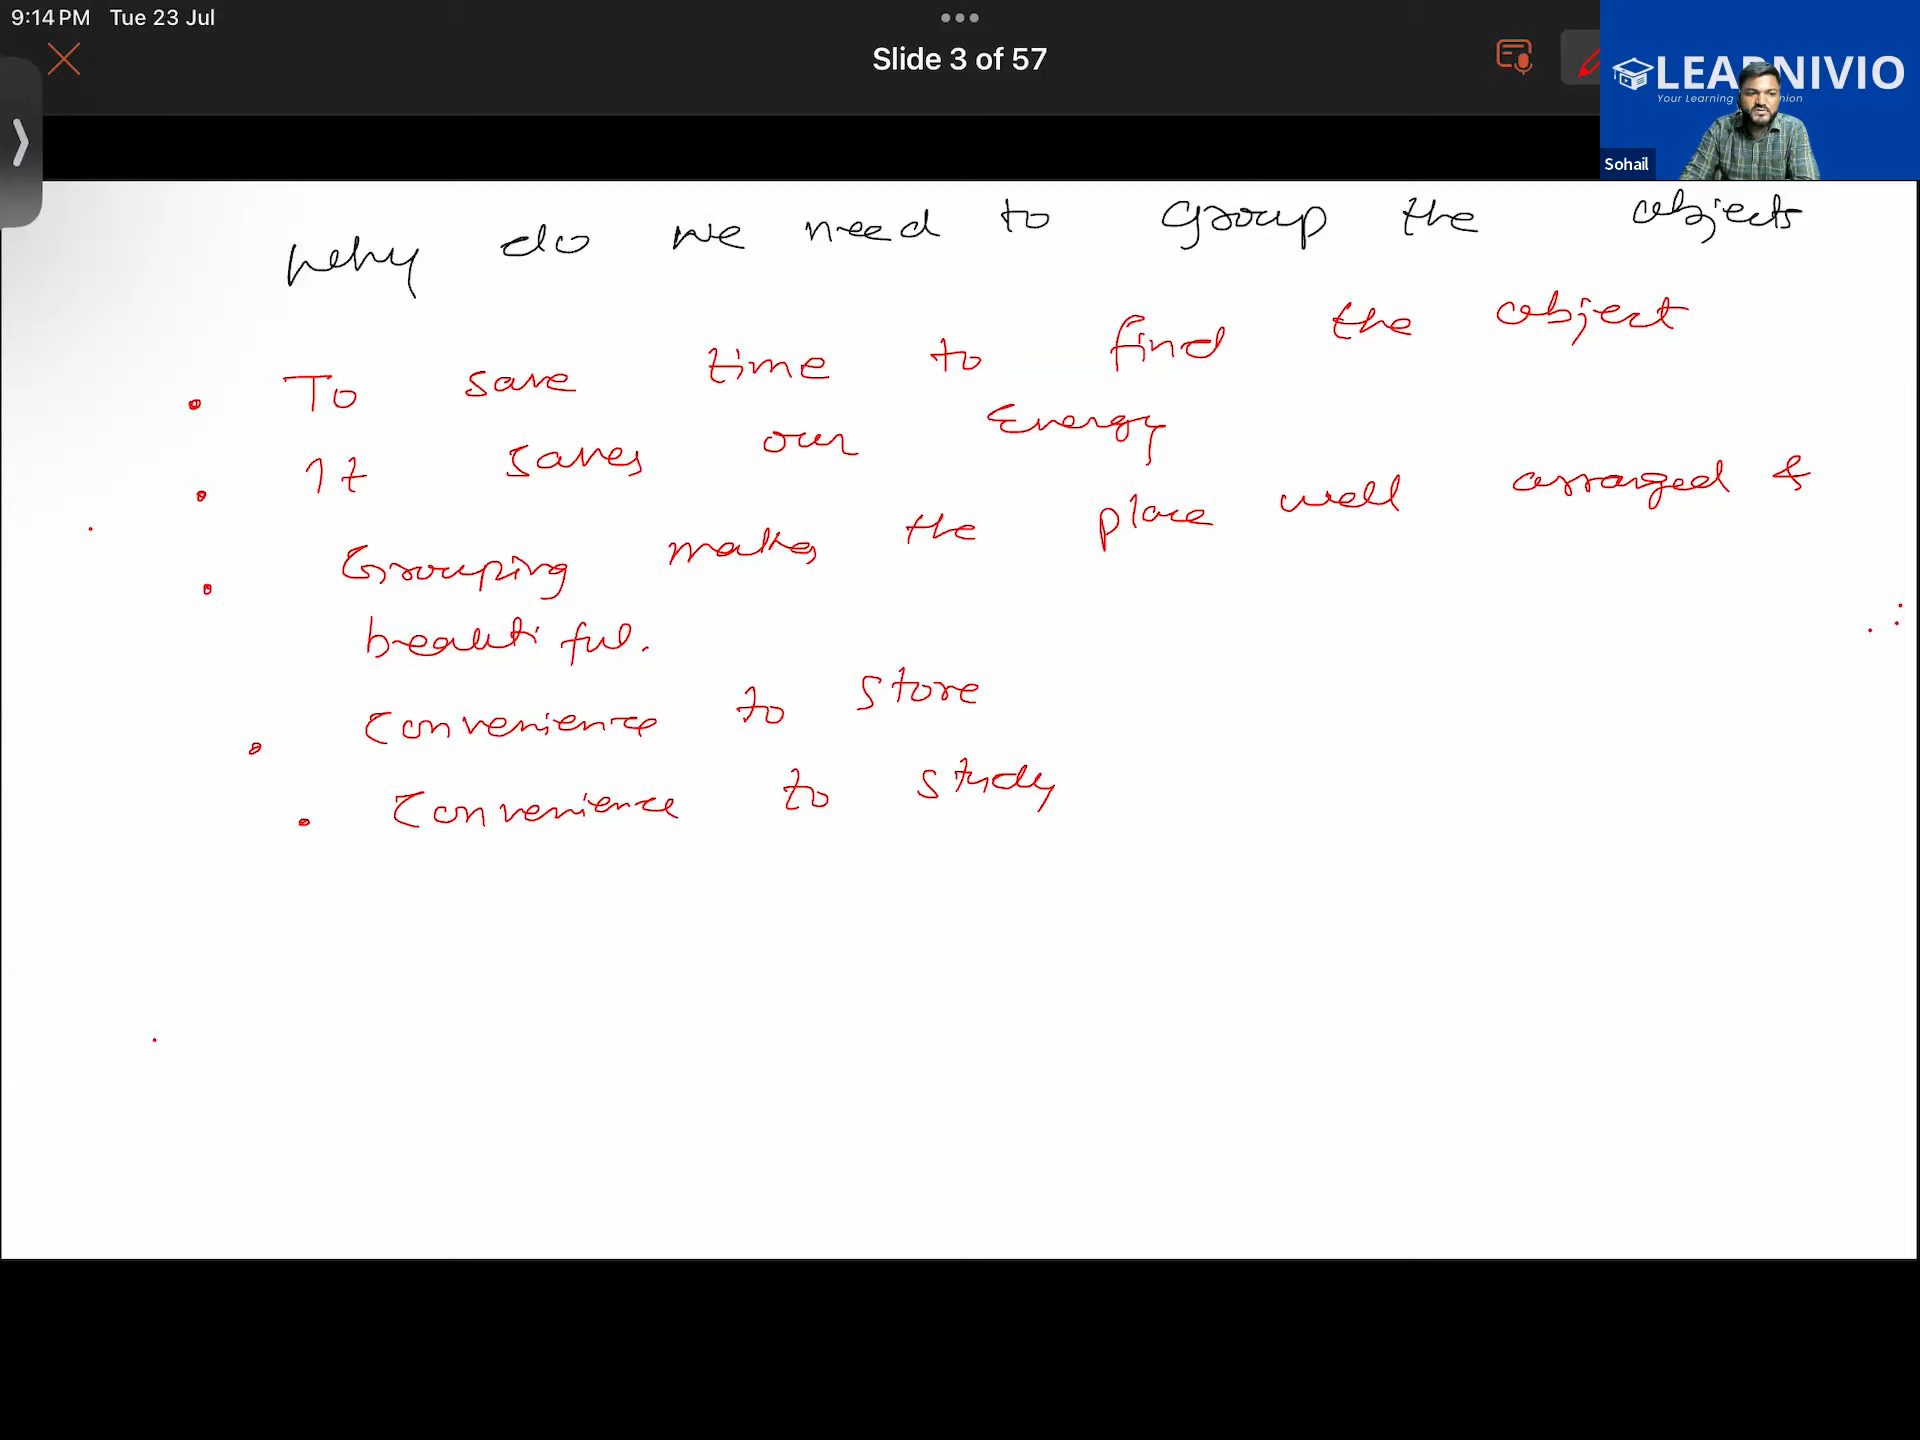 9:14 PM Tue 23 Jul
Slide 3 of 57
LEARNIVIO
Your Learning
Sohail
why do we need to group the objects
• To save time to find the object
• It saves our Energy
• Grouping makes the place well arranged &
beautiful.
• Convenience to store
• Convenience to study